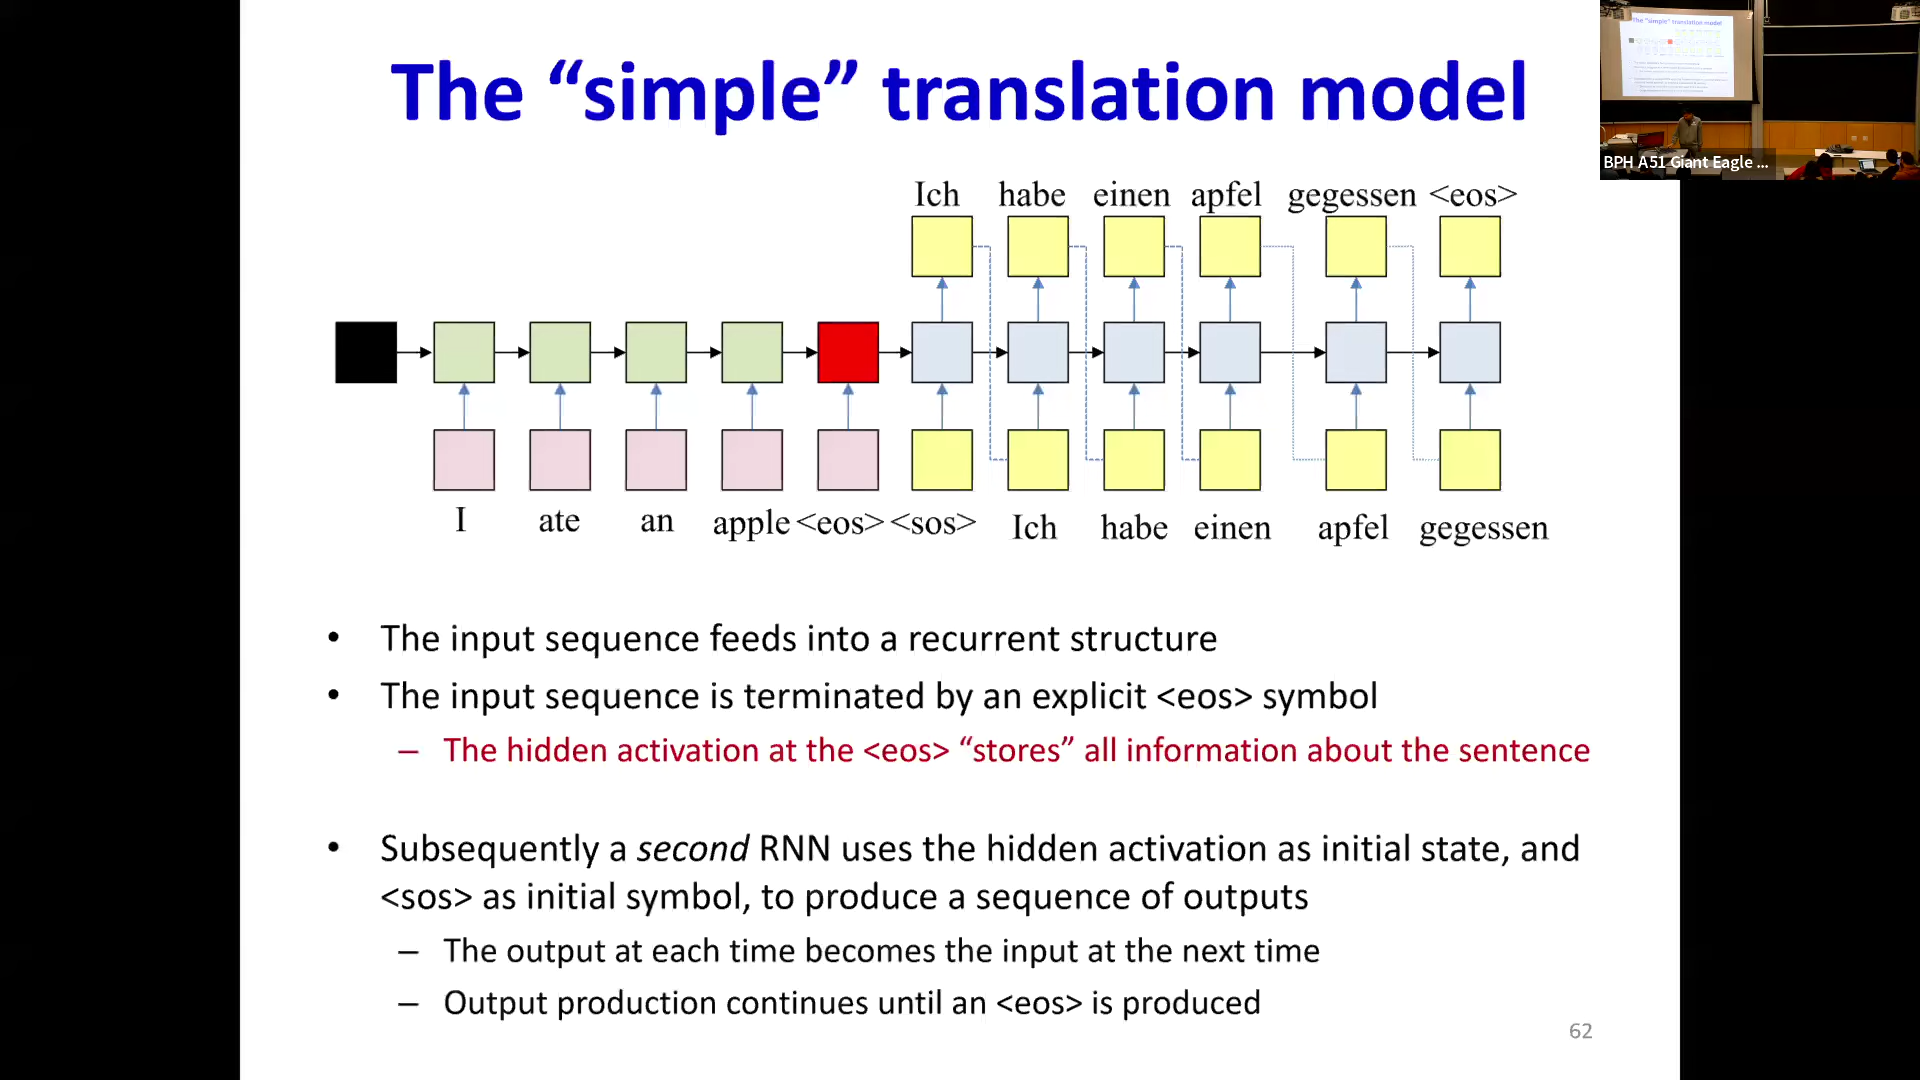 The “simple” translation model
BPH A51 Giant Eagle ...
Ich habe einen apfel gegessen <eos>
I ate an apple <eos> <sos> Ich habe einen apfel gegessen
• The input sequence feeds into a recurrent structure
• The input sequence is terminated by an explicit <eos> symbol
– The hidden activation at the <eos> “stores” all information about the sentence
• Subsequently a second RNN uses the hidden activation as initial state, and
<sos> as initial symbol, to produce a sequence of outputs
– The output at each time becomes the input at the next time
– Output production continues until an <eos> is produced
62